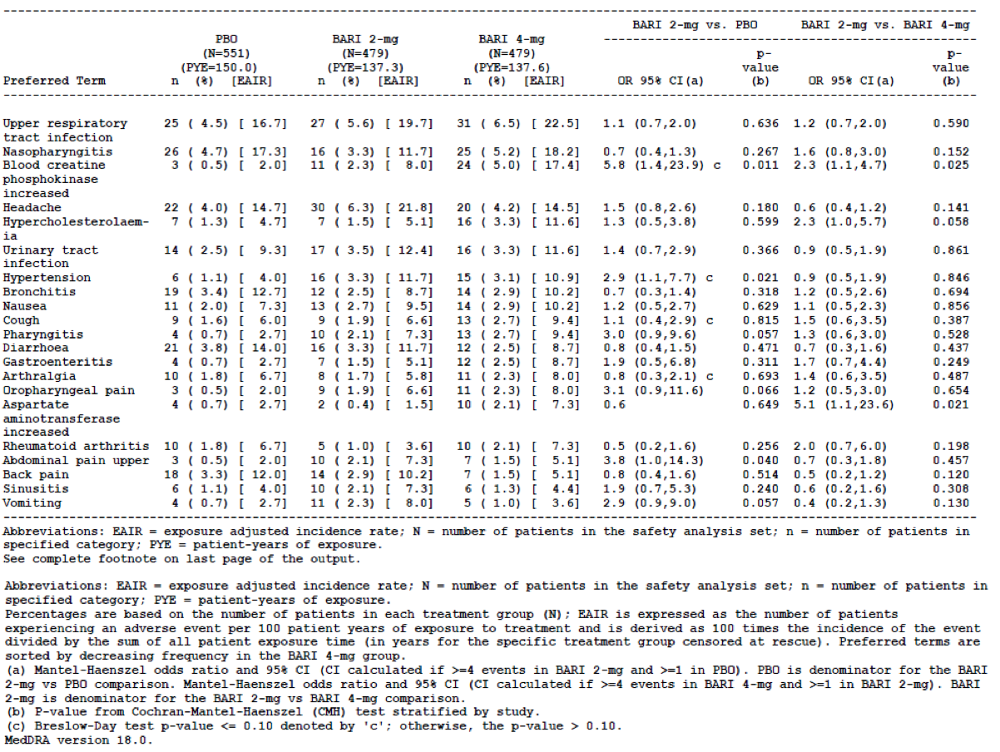 BARI 2-mg vs. PBO BARI 2-mg vs. BARI 4-mg
PBO BARI 2-mg BARI 4-mg
(N=551) (N=479) (N=479) p- p-
(PYE=150.0) (PYE=137.3) (PYE=137.6) value value
Preferred Term n (%) [EAIR] n (%) [EAIR] n (%) [EAIR] OR 95% CI(a) (b) OR 95% CI(a) (b)
Upper respiratory 25 ( 4.5) [ 16.7] 27 ( 5.6) [ 19.7] 31 ( 6.5) [ 22.5] 1.1 (0.7,2.0) 0.636 1.2 (0.7,2.0) 0.590
tract infection
Nasopharyngitis 26 ( 4.7) [ 17.3] 16 ( 3.3) [ 11.7] 25 ( 5.2) [ 18.2] 0.7 (0.4,1.3) 0.267 1.6 (0.8,3.0) 0.152
Blood creatine 3 ( 0.5) [ 2.0] 11 ( 2.3) [ 8.0] 24 ( 5.0) [ 17.4] 5.8 (1.4,23.9) c 0.011 2.3 (1.1,4.7) 0.025
phosphokinase
increased
Headache 22 ( 4.0) [ 14.7] 30 ( 6.3) [ 21.8] 20 ( 4.2) [ 14.5] 1.5 (0.8,2.6) 0.180 0.6 (0.4,1.2) 0.141
Hypercholesterolaem- 7 ( 1.3) [ 4.7] 7 ( 1.5) [ 5.1] 16 ( 3.3) [ 11.6] 1.3 (0.5,3.8) 0.599 2.3 (1.0,5.7) 0.058
ia
Urinary tract 14 ( 2.5) [ 9.3] 17 ( 3.5) [ 12.4] 16 ( 3.3) [ 11.6] 1.4 (0.7,2.9) 0.366 0.9 (0.5,1.9) 0.861
infection
Hypertension 6 ( 1.1) [ 4.0] 16 ( 3.3) [ 11.7] 15 ( 3.1) [ 10.9] 2.9 (1.1,7.7) c 0.021 0.9 (0.5,1.9) 0.846
Bronchitis 19 ( 3.4) [ 12.7] 12 ( 2.5) [ 8.7] 14 ( 2.9) [ 10.2] 0.7 (0.3,1.4) 0.318 1.2 (0.5,2.6) 0.694
Nausea 11 ( 2.0) [ 7.3] 13 ( 2.7) [ 9.5] 14 ( 2.9) [ 10.2] 1.2 (0.5,2.7) 0.629 1.1 (0.5,2.3) 0.856
Cough 9 ( 1.6) [ 6.0] 9 ( 1.9) [ 6.6] 13 ( 2.7) [ 9.4] 1.1 (0.4,2.9) c 0.815 1.5 (0.6,3.5) 0.387
Pharyngitis 4 ( 0.7) [ 2.7] 10 ( 2.1) [ 7.3] 13 ( 2.7) [ 9.4] 3.0 (0.9,9.6) 0.057 1.3 (0.6,3.0) 0.528
Diarrhoea 21 ( 3.8) [ 14.0] 16 ( 3.3) [ 11.7] 12 ( 2.5) [ 8.7] 0.8 (0.4,1.5) 0.471 0.7 (0.3,1.6) 0.437
Gastroenteritis 4 ( 0.7) [ 2.7] 7 ( 1.5) [ 5.1] 12 ( 2.5) [ 8.7] 1.9 (0.5,6.8) 0.311 1.7 (0.7,4.4) 0.249
Arthralgia 10 ( 1.8) [ 6.7] 8 ( 1.7) [ 5.8] 11 ( 2.3) [ 8.0] 0.8 (0.3,2.1) c 0.693 1.4 (0.6,3.5) 0.487
Oropharyngeal pain 3 ( 0.5) [ 2.0] 9 ( 1.9) [ 6.6] 11 ( 2.3) [ 8.0] 3.1 (0.9,11.6) 0.066 1.2 (0.5,3.0) 0.654
Aspartate 4 ( 0.7) [ 2.7] 2 ( 0.4) [ 1.5] 10 ( 2.1) [ 7.3] 0.6 0.649 5.1 (1.1,23.6) 0.021
aminotransferase
increased
Rheumatoid arthritis 10 ( 1.8) [ 6.7] 5 ( 1.0) [ 3.6] 10 ( 2.1) [ 7.3] 0.5 (0.2,1.6) 0.256 2.0 (0.7,6.0) 0.198
Abdominal pain upper 3 ( 0.5) [ 2.0] 10 ( 2.1) [ 7.3] 7 ( 1.5) [ 5.1] 3.8 (1.0,14.3) 0.040 0.7 (0.3,1.8) 0.457
Back pain 18 ( 3.3) [ 12.0] 14 ( 2.9) [ 10.2] 7 ( 1.5) [ 5.1] 0.8 (0.4,1.6) 0.514 0.5 (0.2,1.2) 0.120
Sinusitis 6 ( 1.1) [ 4.0] 10 ( 2.1) [ 7.3] 6 ( 1.3) [ 4.4] 1.9 (0.7,5.3) 0.240 0.6 (0.2,1.6) 0.308
Vomiting 4 ( 0.7) [ 2.7] 11 ( 2.3) [ 8.0] 5 ( 1.0) [ 3.6] 2.9 (0.9,9.0) 0.057 0.4 (0.2,1.3) 0.130
Abbreviations: EAIR = exposure adjusted incidence rate; N = number of patients in the safety analysis set; n = number of patients in
specified category; PYE = patient-years of exposure.
See complete footnote on last page of the output.
Abbreviations: EAIR = exposure adjusted incidence rate; N = number of patients in the safety analysis set; n = number of patients in
specified category; PYE = patient-years of exposure.
Percentages are based on the number of patients in each treatment group (N); EAIR is expressed as the number of patients
experiencing an adverse event per 100 patient years of exposure to treatment and is derived as 100 times the incidence of the event
divided by the sum of all patient exposure time (in years for the specific treatment group censored at rescue). Preferred terms are
sorted by decreasing frequency in the BARI 4-mg group.
(a) Mantel-Haenszel odds ratio and 95% CI (CI calculated if >=4 events in BARI 2-mg and >=1 in PBO). PBO is denominator for the BARI
2-mg vs PBO comparison. Mantel-Haenszel odds ratio and 95% CI (CI calculated if >=4 events in BARI 4-mg and >=1 in BARI 2-mg). BARI
2-mg is denominator for the BARI 2-mg vs BARI 4-mg comparison.
(b) P-value from Cochran-Mantel-Haenszel (CMH) test stratified by study.
(c) Breslow-Day test p-value <= 0.10 denoted by 'c'; otherwise, the p-value > 0.10.
MedDRA version 18.0.